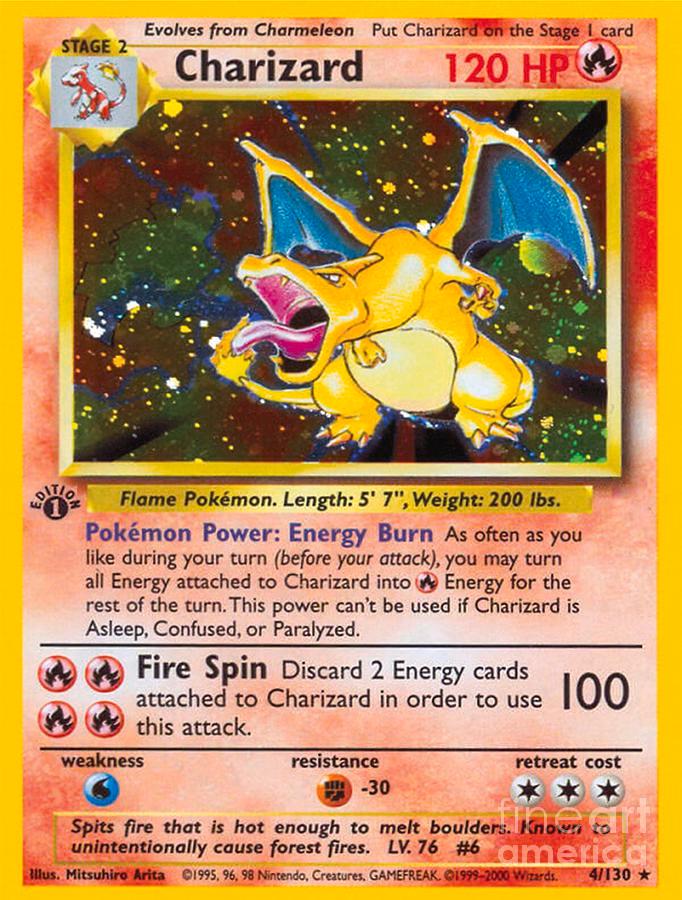 Evolves from Charmeleon Put Charizard on the Stage 1 card
STAGE 2
Charizard 120 HP
EDITION
1
Flame Pokémon. Length: 5' 7", Weight: 200 lbs.
Pokémon Power: Energy Burn As often as you
like during your turn (before your attack), you may turn
all Energy attached to Charizard into Energy for the
rest of the turn. This power can't be used if Charizard is
Asleep, Confused, or Paralyzed.
Fire Spin Discard 2 Energy cards
attached to Charizard in order to use 100
this attack.
weakness resistance retreat cost
-30
Spits fire that is hot enough to melt boulders. Known to
unintentionally cause forest fires. LV. 76 #6
fineart
america
Illus. Mitsuhiro Arita ©1995, 96, 98 Nintendo, Creatures, GAMEFREAK. ©1999-2000 Wizards. 4/130 ★